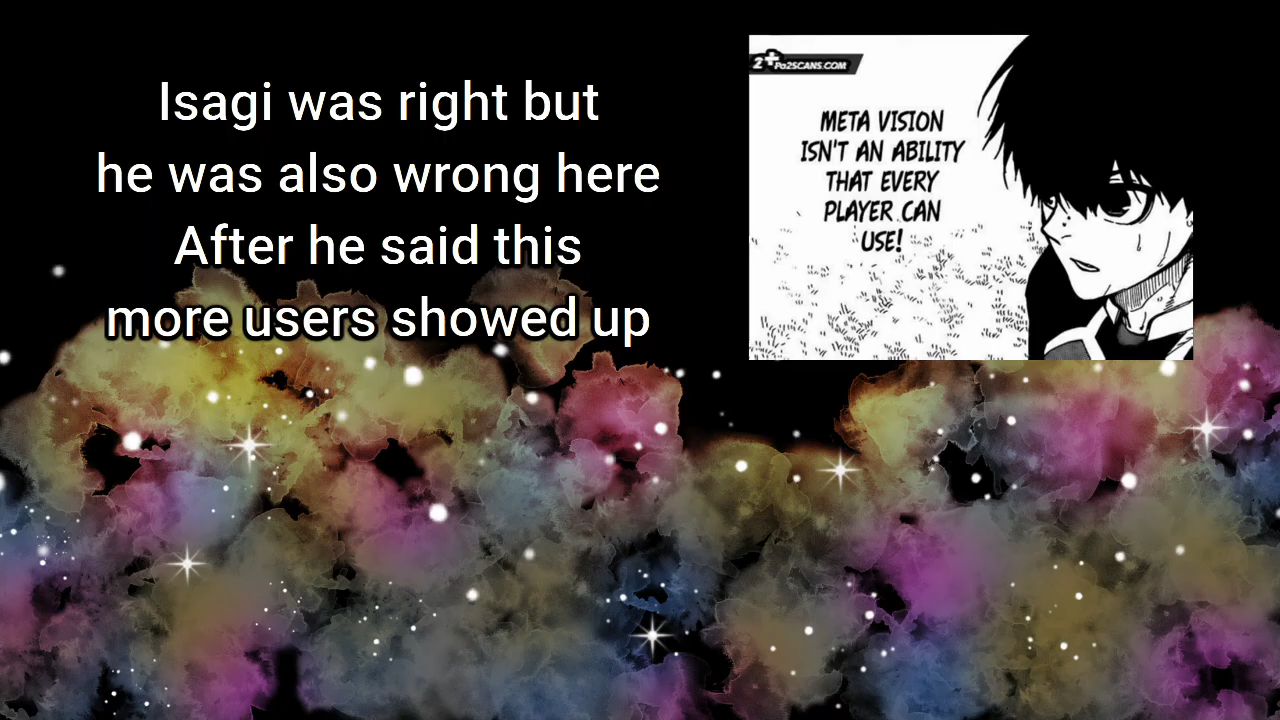 Isagi was right but
he was also wrong here
After he said this
more users showed up
2+ Po2SCANS.COM
META VISION
ISN'T AN ABILITY
THAT EVERY
PLAYER CAN
USE!